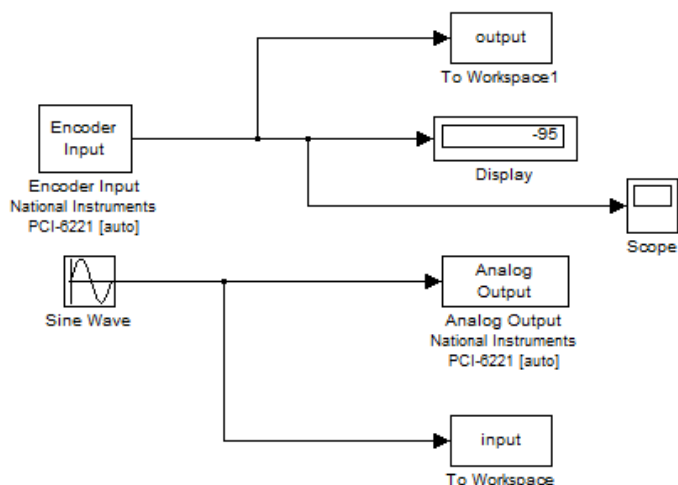 output
To Workspace1
Encoder
Input
Encoder Input
National Instruments
PCI-6221 [auto]
-95
Display
Scope
Sine Wave
Analog
Output
Analog Output
National Instruments
PCI-6221 [auto]
input
To Workspace